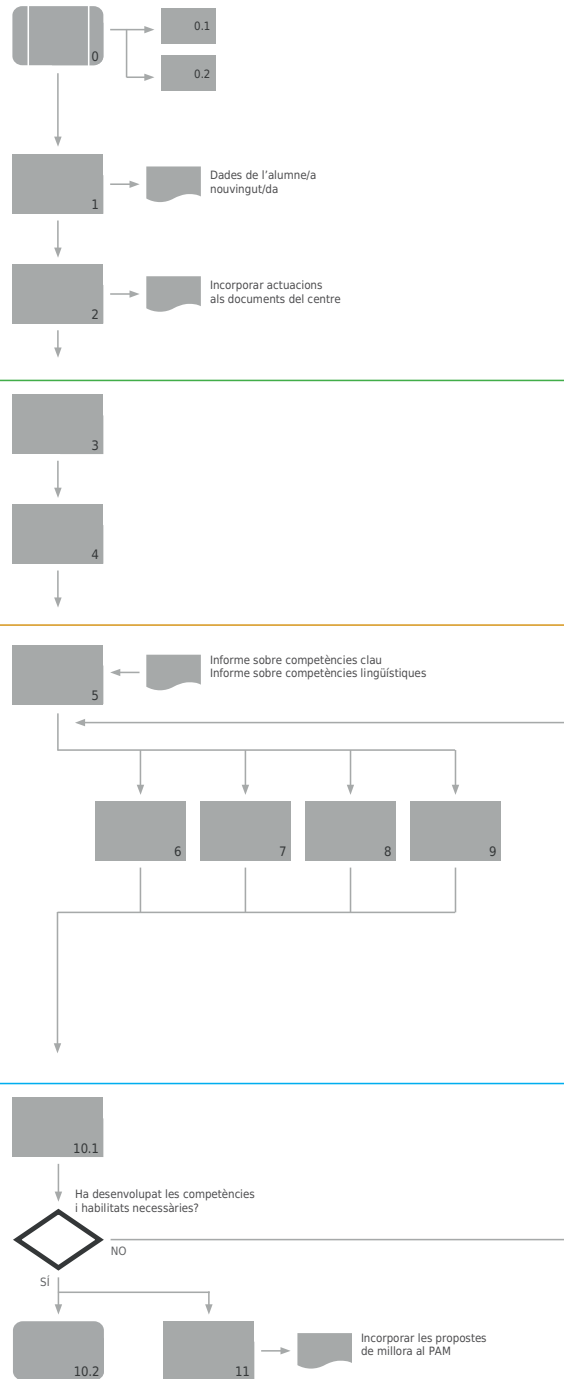 0.1
0
0.2
Dades de l'alumne/a
nouvingut/da
1
Incorporar actuacions
als documents del centre
2
3
4
Informe sobre competències clau
Informe sobre competències lingüístiques
5
6
7
8
9
10.1
Ha desenvolupat les competències
i habilitats necessàries?
NO
SÍ
Incorporar les propostes
de millora al PAM
10.2
11